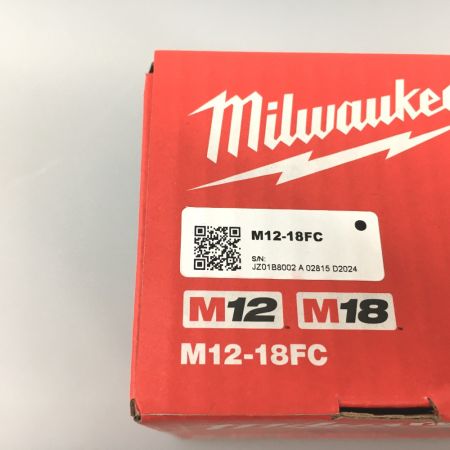 Milwaukee
M12-18FC
S/N:
JZ01B8002 A 02815 D2024
M12 M18
M12-18FC